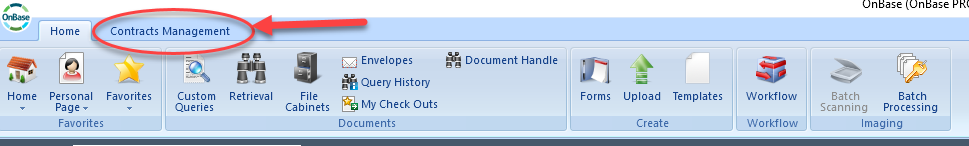 OnBase (OnBase PRO
OnBase
Home
Contracts Management
Home
Personal
Page
Favorites
Favorites
Custom
Queries
Retrieval
File
Cabinets
Envelopes
Query History
My Check Outs
Document Handle
Documents
Forms
Upload
Templates
Create
Workflow
Workflow
Batch
Scanning
Batch
Processing
Imaging